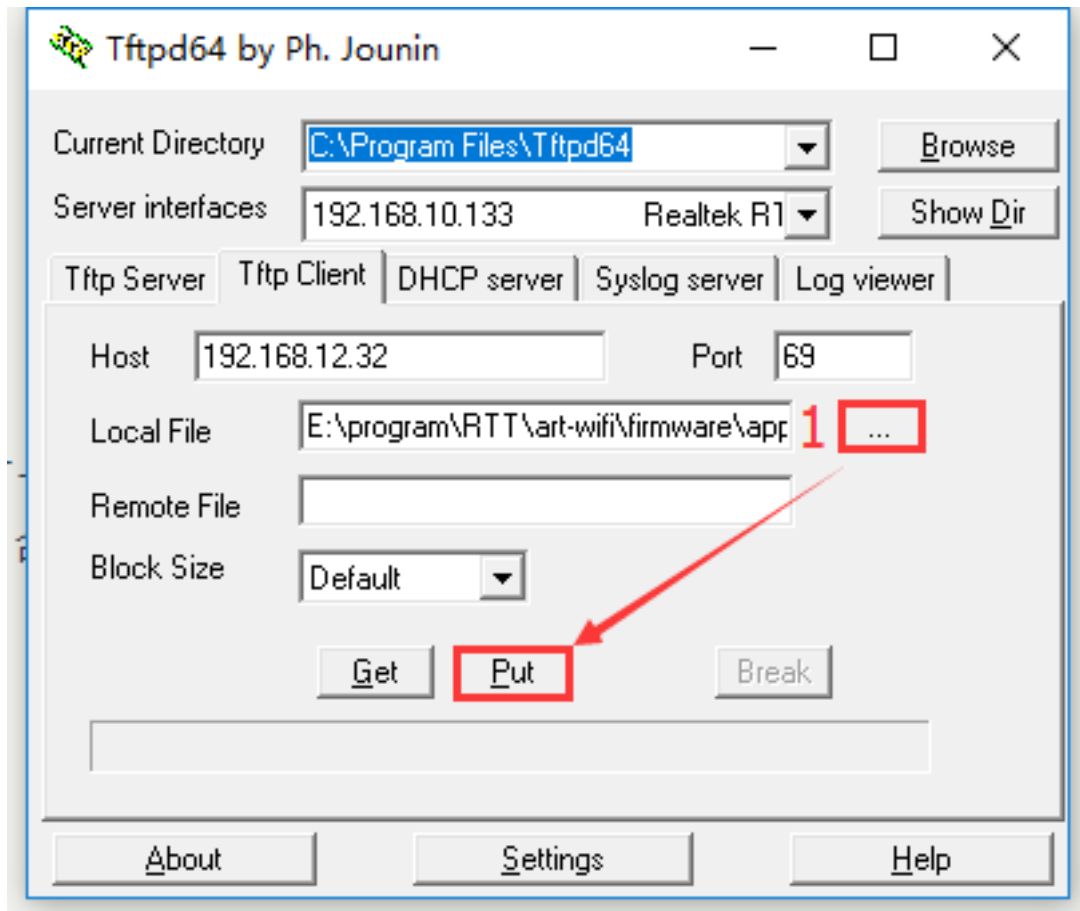 Tftpd64 by Ph. Jounin
Current Directory C:\Program Files\Tftpd64 Browse
Server interfaces 192.168.10.133 Realtek Show Dir
Tftp Server Tftp Client DHCP server Syslog server Log viewer
Host 192.168.12.32 Port 69
Local File E:\program\RTT\art-wifi\firmware\app 1 ...
Remote File
Block Size Default
Get Put Break
About Settings Help